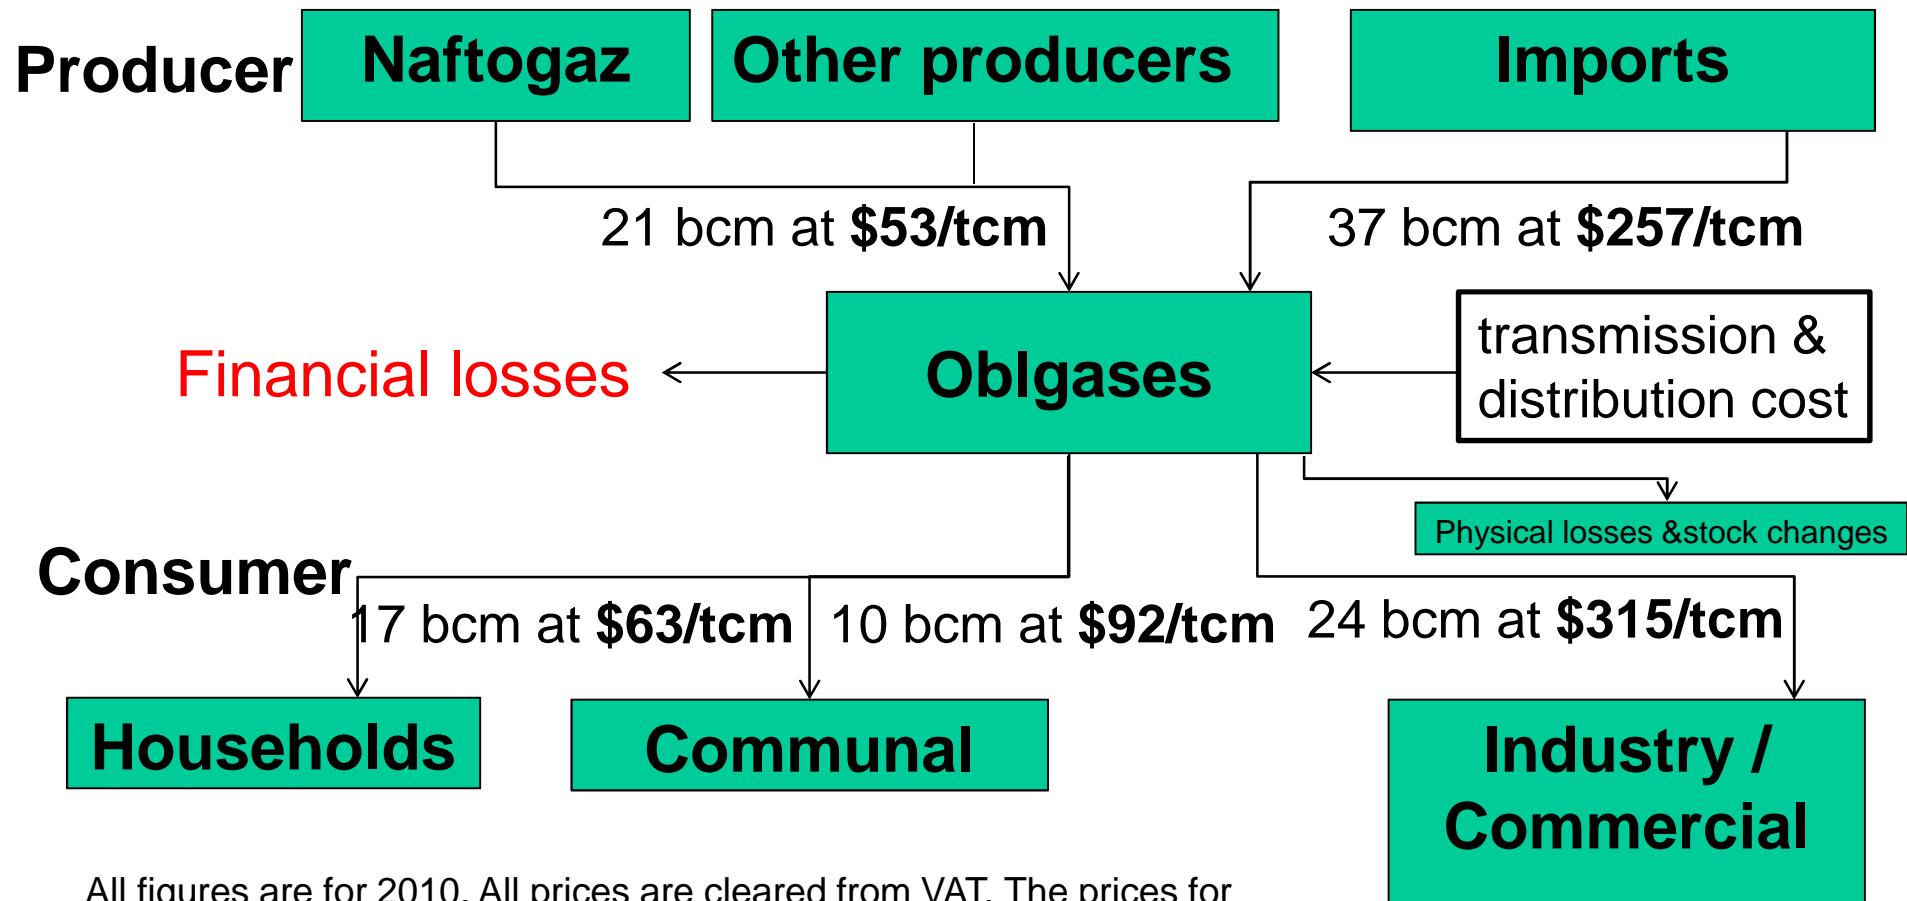 Producer
Naftogaz
Other producers
Imports
21 bcm at $53/tcm
37 bcm at $257/tcm
Financial losses
Oblgases
transmission &
distribution cost
Physical losses &stock changes
Consumer
17 bcm at $63/tcm
10 bcm at $92/tcm
24 bcm at $315/tcm
Households
Communal
Industry /
Commercial
All figures are for 2010. All prices are cleared from VAT. The prices for